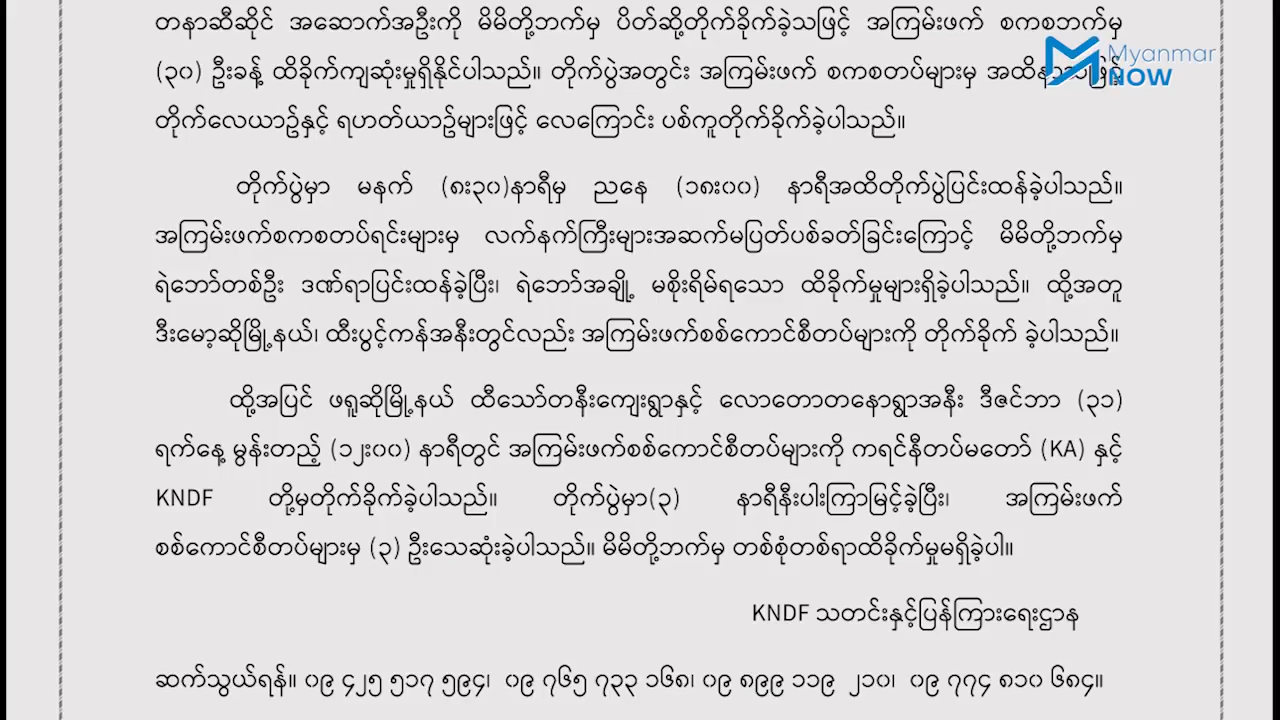 တနာဆီဆိုင် အဆောက်အဦးကို မိမိတို့ဘက်မှ ပိတ်ဆို့တိုက်ခိုက်ခဲ့သဖြင့် အကြမ်းဖက် စကစဘက်မှ
(၃၀) ဦးခန့် ထိခိုက်ကျဆုံးမှုရှိနိုင်ပါသည်။ တိုက်ပွဲအတွင်း အကြမ်းဖက် စကစတပ်များမှ
Myanmar
NOW
တိုက်လေယာဥ်နှင့် ရဟတ်ယာဥ်များဖြင့် လေကြောင်း ပစ်ကူတိုက်ခိုက်ခဲ့ပါသည်။
တိုက်ပွဲမှာ မနက် (၈း၃၀)နာရီမှ ညနေ (၁၈း၀၀) နာရီအထိတိုက်ပွဲပြင်းထန်ခဲ့ပါသည်။
အကြမ်းဖက်စကစတပ်ရင်းများမှ လက်နက်ကြီးများအဆက်မပြတ်ပစ်ခတ်ခြင်းကြောင့် မိမိတို့ဘက်မှ
ရဲဘော်တစ်ဦး ဒဏ်ရာပြင်းထန်ခဲ့ပြီး၊ ရဲဘော်အချို့ မစိုးရိမ်ရသော ထိခိုက်မှုများရှိခဲ့ပါသည်။ ထို့အတူ
ဒီးမော့ဆိုမြို့နယ်၊ ထီးပွင့်ကန်အနီးတွင်လည်း အကြမ်းဖက်စစ်ကောင်စီတပ်များကို တိုက်ခိုက် ခဲ့ပါသည်။
ထို့အပြင် ဖရူဆိုမြို့နယ် ထီသော်တနီးကျေးရွာနှင့် လောတောတနောရွာအနီး ဒီဇင်ဘာ (၃၁)
ရက်နေ့ မွန်းတည့် (၁၂း၀၀) နာရီတွင် အကြမ်းဖက်စစ်ကောင်စီတပ်များကို ကရင်နီတပ်မတော် (KA) နှင့်
KNDF တို့မှတိုက်ခိုက်ခဲ့ပါသည်။ တိုက်ပွဲမှာ(၃) နာရီနီးပါးကြာမြင့်ခဲ့ပြီး၊ အကြမ်းဖက်
စစ်ကောင်စီတပ်များမှ (၃) ဦးသေဆုံးခဲ့ပါသည်။ မိမိတို့ဘက်မှ တစ်စုံတစ်ရာထိခိုက်မှုမရှိခဲ့ပါ။
KNDF သတင်းနှင့်ပြန်ကြားရေးဌာန
ဆက်သွယ်ရန်။ ၀၉ ၄၂၅ ၅၁၇ ၅၉၄၊ ၀၉ ၇၆၅ ၇၃၃ ၁၆၈၊ ၀၉ ၈၉၉ ၁၁၉ ၂၁၀၊ ၀၉ ၇၇၄ ၈၁၀ ၆၈၄။